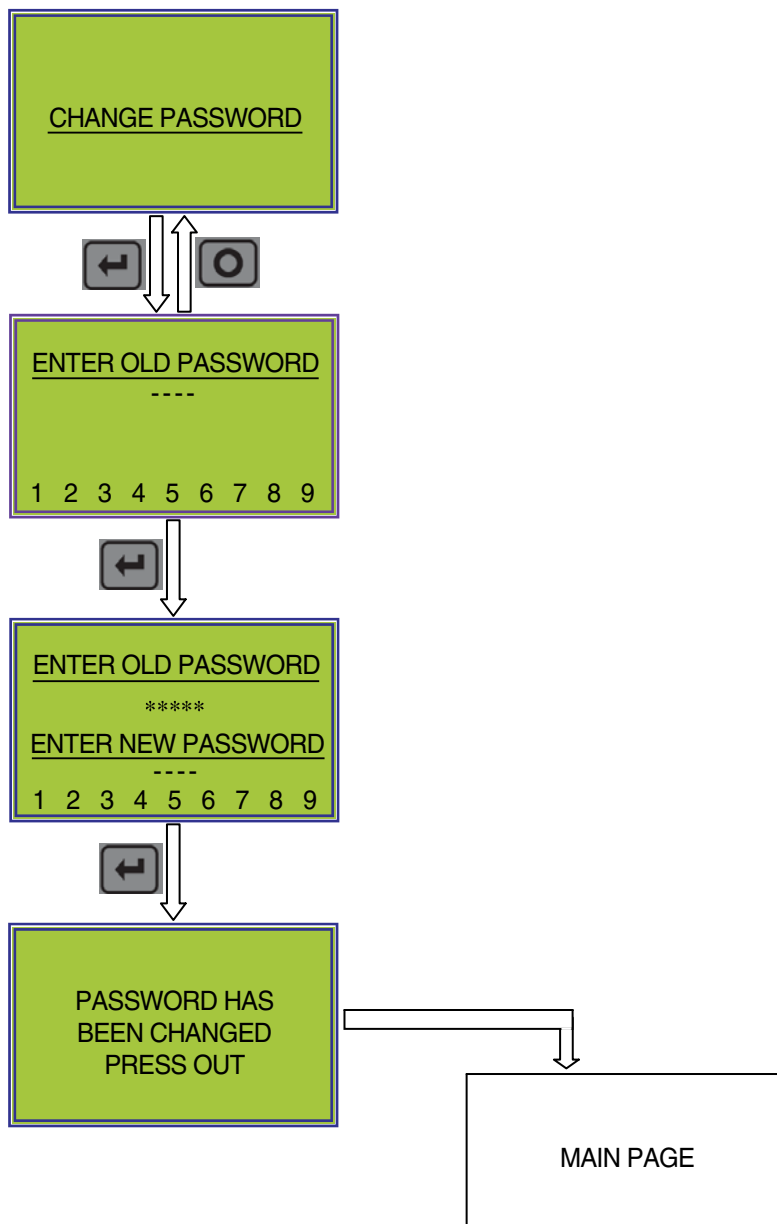 CHANGE PASSWORD
ENTER OLD PASSWORD
----
1 2 3 4 5 6 7 8 9
ENTER OLD PASSWORD
*****
ENTER NEW PASSWORD
----
1 2 3 4 5 6 7 8 9
PASSWORD HAS
BEEN CHANGED
PRESS OUT
MAIN PAGE